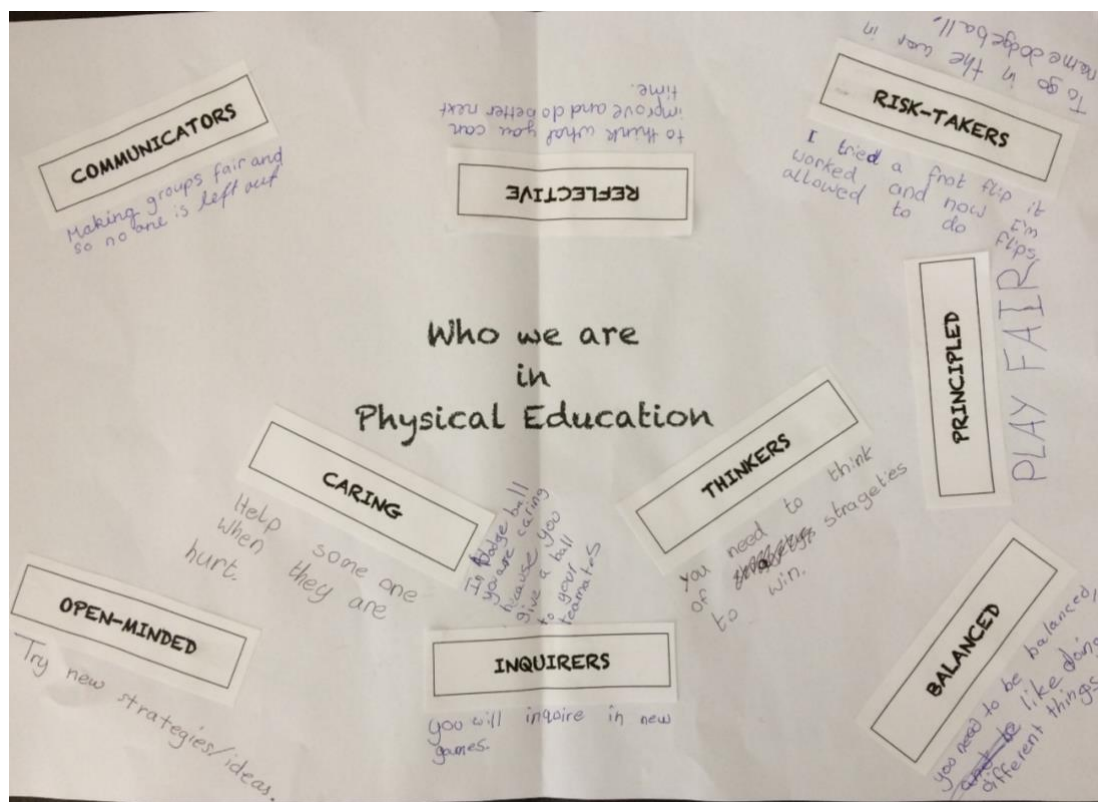 COMMUNICATORS
Making groups fair and
so no one is left out
to think what you can
improve and do better next
time.
REFLECTIVE
To go in the war in
dodgeball.
RISK-TAKERS
I tried a frot flip it
worked and now I'm
allowed to do flips
PRINCIPLED
PLAY FAIR
Who we are
in
Physical Education
CARING
Help some one
when they are
hurt.
In dodge ball
you are caring
because you
give a ball
to your
teamates
THINKERS
You need to think
of strageties
to win.
OPEN-MINDED
Try new strategies/ideas.
INQUIRERS
you will inqoire in new
games.
BALANCED
you need to be balanced,
and be like doing
different things